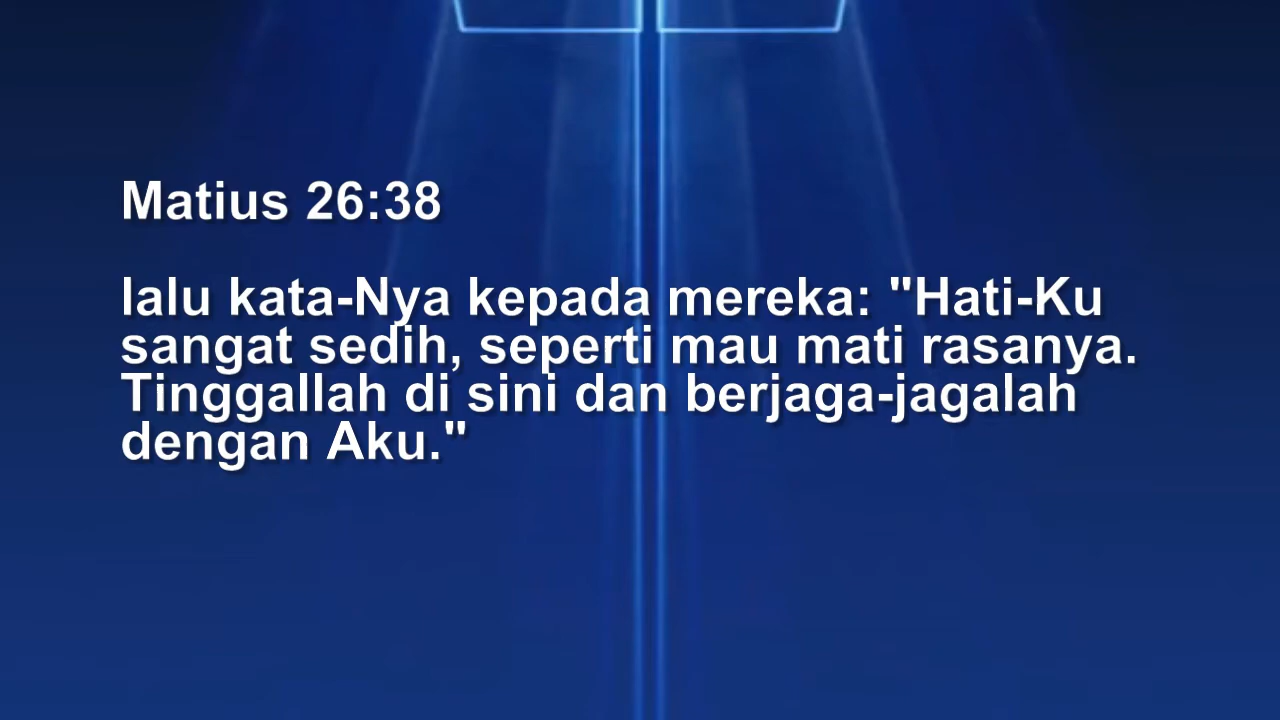 Matius 26:38
lalu kata-Nya kepada mereka: "Hati-Ku
sangat sedih, seperti mau mati rasanya.
Tinggallah di sini dan berjaga-jagalah
dengan Aku."